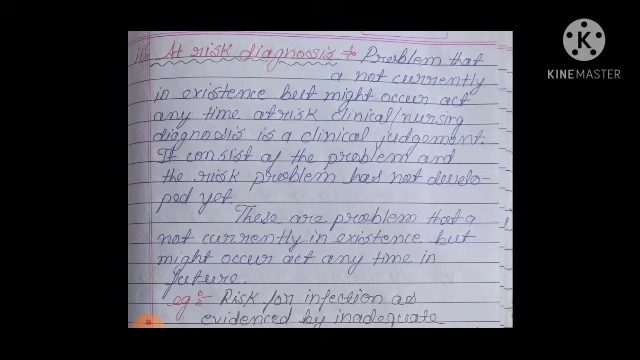 iii) At risk diagnosis :- Problem that
a not currently
in existence but might occur act
any time at risk clinical/nursing
diagnosis is a clinical judgement.
It consist of the problem and
the risk problem has not develo-
ped yet.
These are problem that a
not currently in existence but
might occur act any time in
future.
eg :- Risk for infection as
evidenced by inadequate
K
KINEMASTER